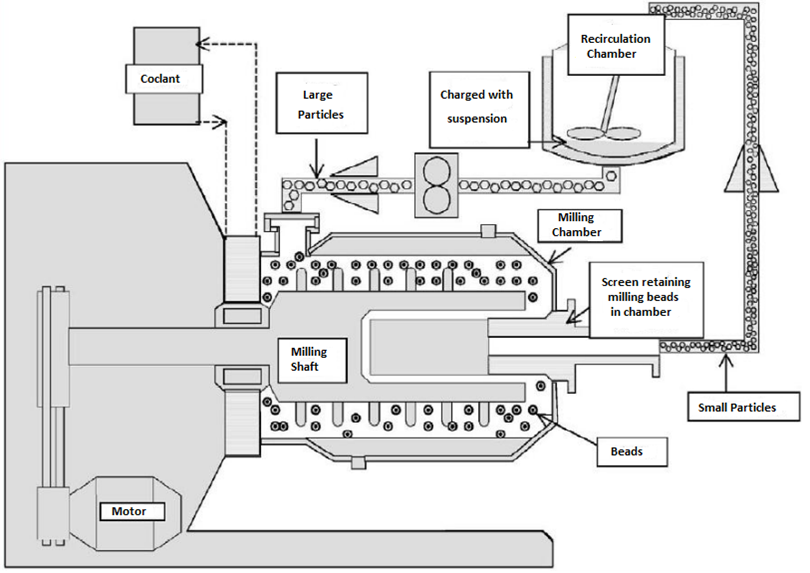 Recirculation
Chamber
Coclant
Large
Particles
Charged with
suspension
Milling
Chamber
Screen retaining
milling beads
in chamber
Milling
Shaft
Small Particles
Beads
Motor